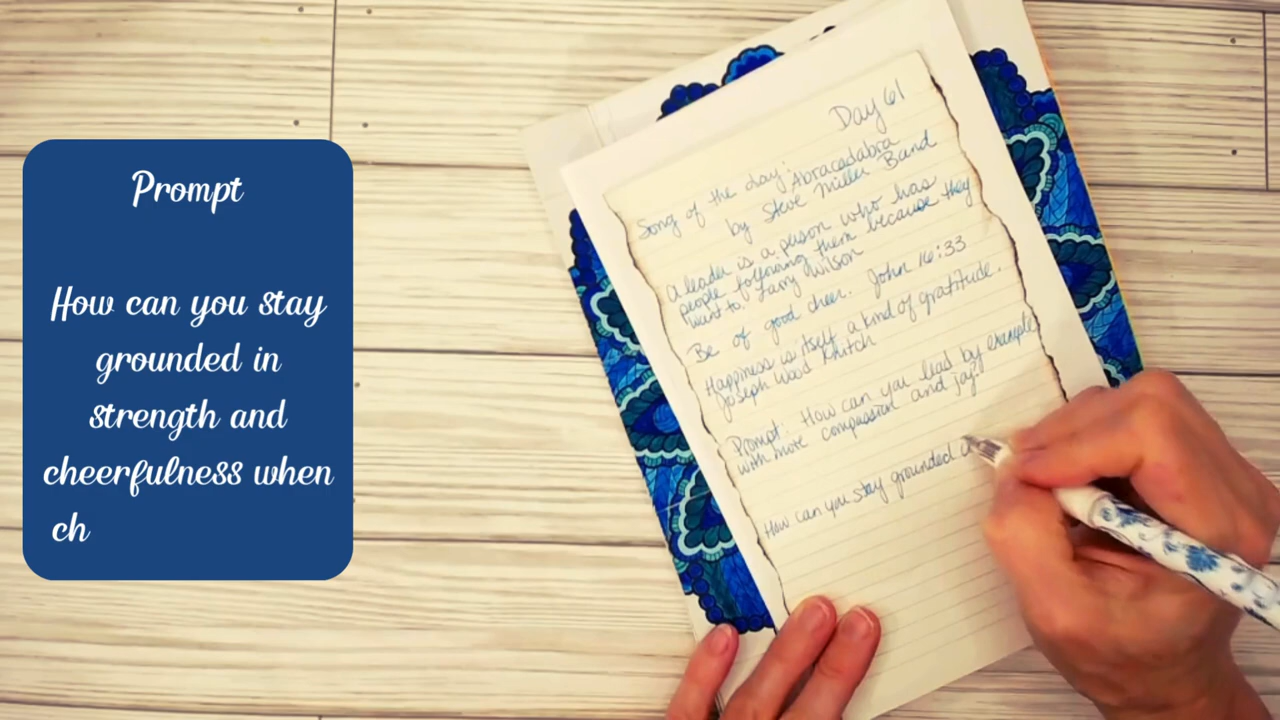 Prompt
How can you stay
grounded in
strength and
cheerfulness when
ch
Day 61
Song of the day: Abracadabra
by Steve Miller Band
A leader is a person who has
people following them because they
want to. Larry Wilson
Be of good cheer. John 16:33
Happiness is itself a kind of gratitude.
Joseph Wood Krutch
Prompt: How can you lead by example
with more compassion and joy?
How can you stay grounded